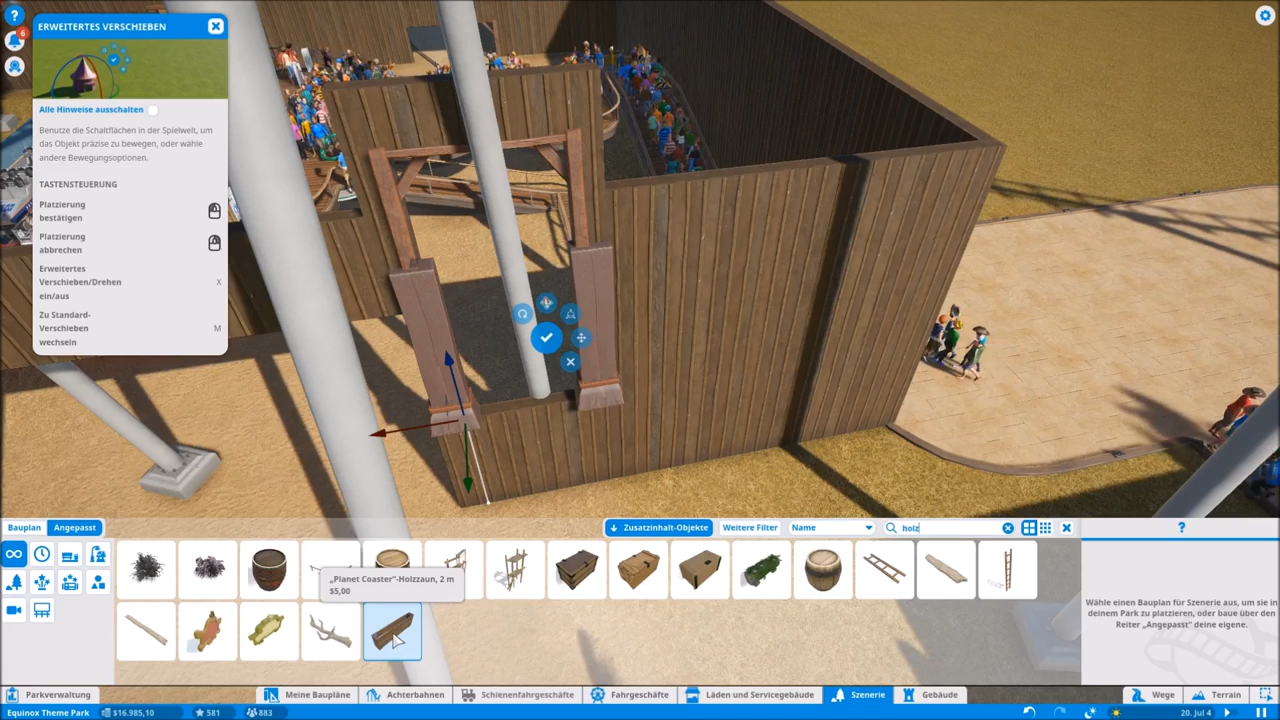 ?
6
ERWEITERTES VERSCHIEBEN
Alle Hinweise ausschalten
Benutze die Schaltflächen in der Spielwelt, um
das Objekt präzise zu bewegen, oder wähle
andere Bewegungsoptionen.
TASTENSTEUERUNG
Platzierung
bestätigen
Platzierung
abbrechen
Erweitertes
Verschieben/Drehen
ein/aus
X
Zu Standard-
Verschieben
wechseln
M
Bauplan
Angepasst
Zusatzinhalt-Objekte
Weitere Filter
Name
holz
?
„Planet Coaster“-Holzzaun, 2 m
$5,00
Wähle einen Bauplan für Szenerie aus, um sie in
deinem Park zu platzieren, oder baue über den
Reiter „Angepasst“ deine eigene.
Parkverwaltung
Meine Baupläne
Achterbahnen
Schienenfahrgeschäfte
Fahrgeschäfte
Läden und Servicegebäude
Szenerie
Gebäude
Wege
Terrain
Equinox Theme Park
$16.985,10
581
883
20. Jul 4